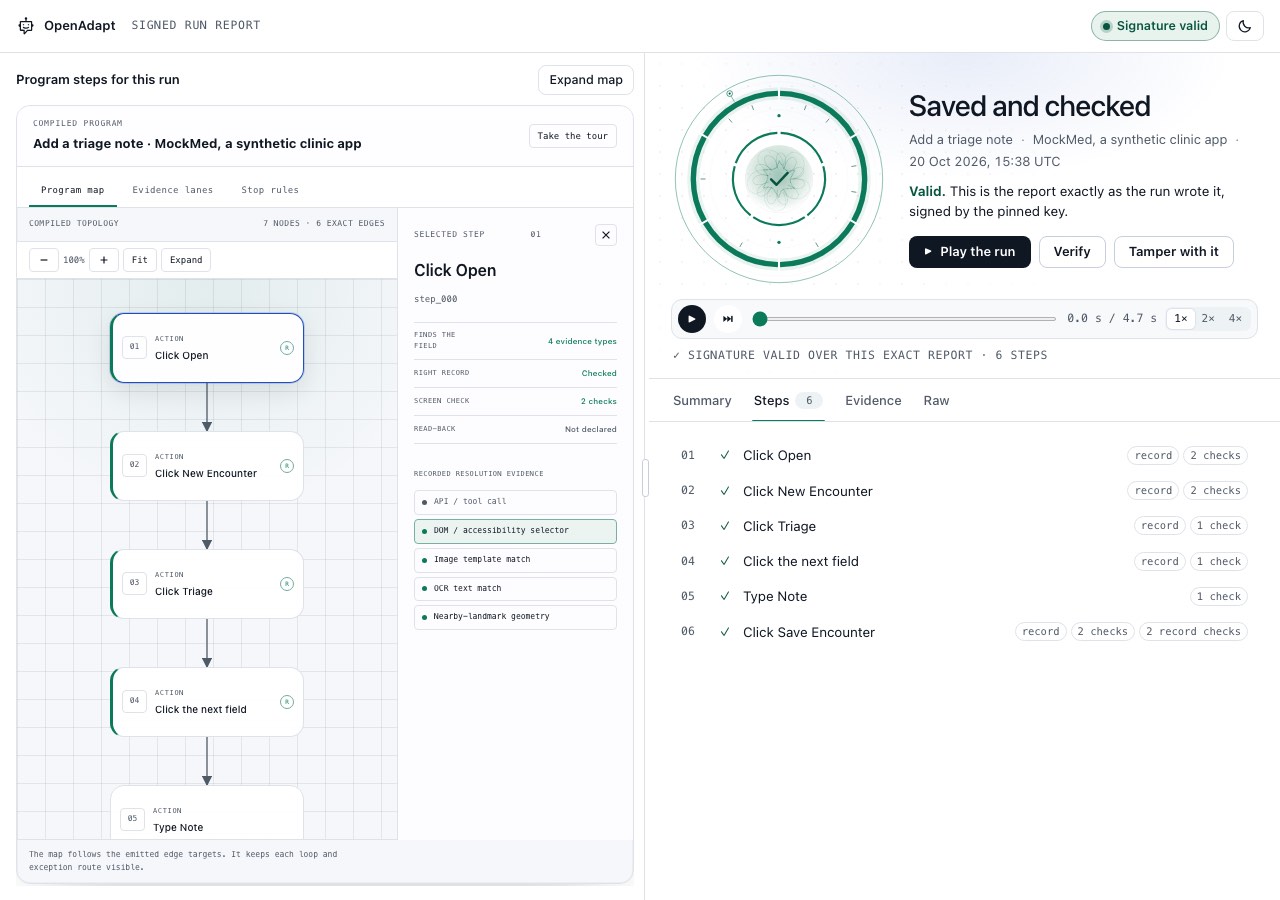 OpenAdapt SIGNED RUN REPORT
Signature valid
Program steps for this run
Expand map
COMPILED PROGRAM
Add a triage note · MockMed, a synthetic clinic app
Take the tour
Program map Evidence lanes Stop rules
COMPILED TOPOLOGY 7 NODES · 6 EXACT EDGES
− 100% + Fit Expand
01 ACTION
Click Open
R
02 ACTION
Click New Encounter
R
03 ACTION
Click Triage
R
04 ACTION
Click the next field
R
05 ACTION
Type Note
The map follows the emitted edge targets. It keeps each loop and
exception route visible.
SELECTED STEP 01 ✕
Click Open
step_000
FINDS THE
FIELD
4 evidence types
RIGHT RECORD Checked
SCREEN CHECK 2 checks
READ-BACK Not declared
RECORDED RESOLUTION EVIDENCE
API / tool call
DOM / accessibility selector
Image template match
OCR text match
Nearby-landmark geometry
Saved and checked
Add a triage note · MockMed, a synthetic clinic app ·
20 Oct 2026, 15:38 UTC
Valid. This is the report exactly as the run wrote it,
signed by the pinned key.
Play the run
Verify
Tamper with it
0.0 s / 4.7 s 1× 2× 4×
✓ SIGNATURE VALID OVER THIS EXACT REPORT · 6 STEPS
Summary Steps 6 Evidence Raw
01 ✓ Click Open record 2 checks
02 ✓ Click New Encounter record 2 checks
03 ✓ Click Triage record 1 check
04 ✓ Click the next field record 1 check
05 ✓ Type Note 1 check
06 ✓ Click Save Encounter record 2 checks 2 record checks